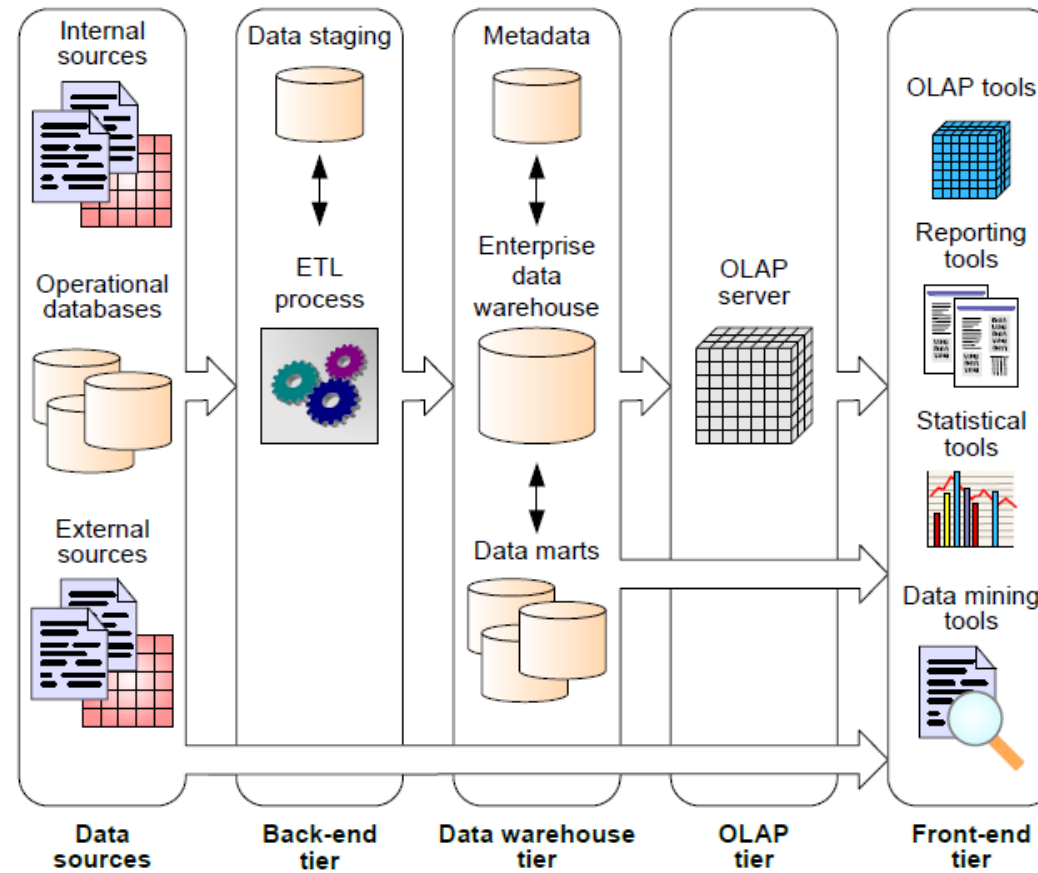 Internal
sources
Operational
databases
External
sources
Data
sources
Data staging
ETL
process
Back-end
tier
Metadata
Enterprise
data
warehouse
Data marts
Data warehouse
tier
OLAP
server
OLAP
tier
OLAP tools
Reporting
tools
Statistical
tools
Data mining
tools
Front-end
tier